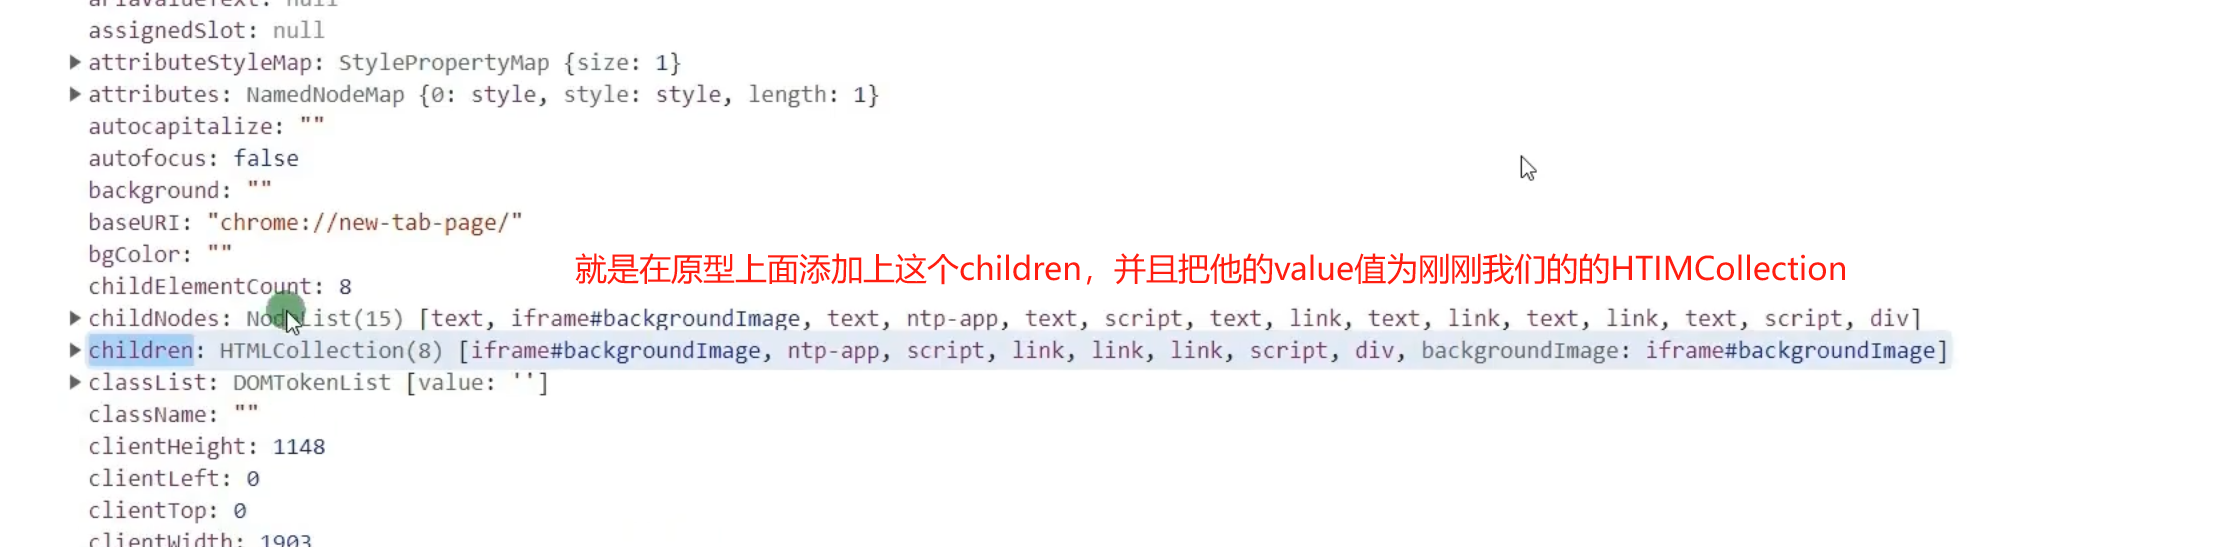 ariaValueText: null
assignedSlot: null
▶ attributeStyleMap: StylePropertyMap {size: 1}
▶ attributes: NamedNodeMap {0: style, style: style, length: 1}
autocapitalize: ""
autofocus: false
background: ""
baseURI: "chrome://new-tab-page/"
bgColor: ""
就是在原型上面添加上这个children，并且把他的value值为刚刚我们的的HTIMCollection
childElementCount: 8
▶ childNodes: NodeList(15) [text, iframe#backgroundImage, text, ntp-app, text, script, text, link, text, link, text, link, text, script, div]
▶ children: HTMLCollection(8) [iframe#backgroundImage, ntp-app, script, link, link, link, script, div, backgroundImage: iframe#backgroundImage]
▶ classList: DOMTokenList [value: '']
className: ""
clientHeight: 1148
clientLeft: 0
clientTop: 0
clientWidth: 1903